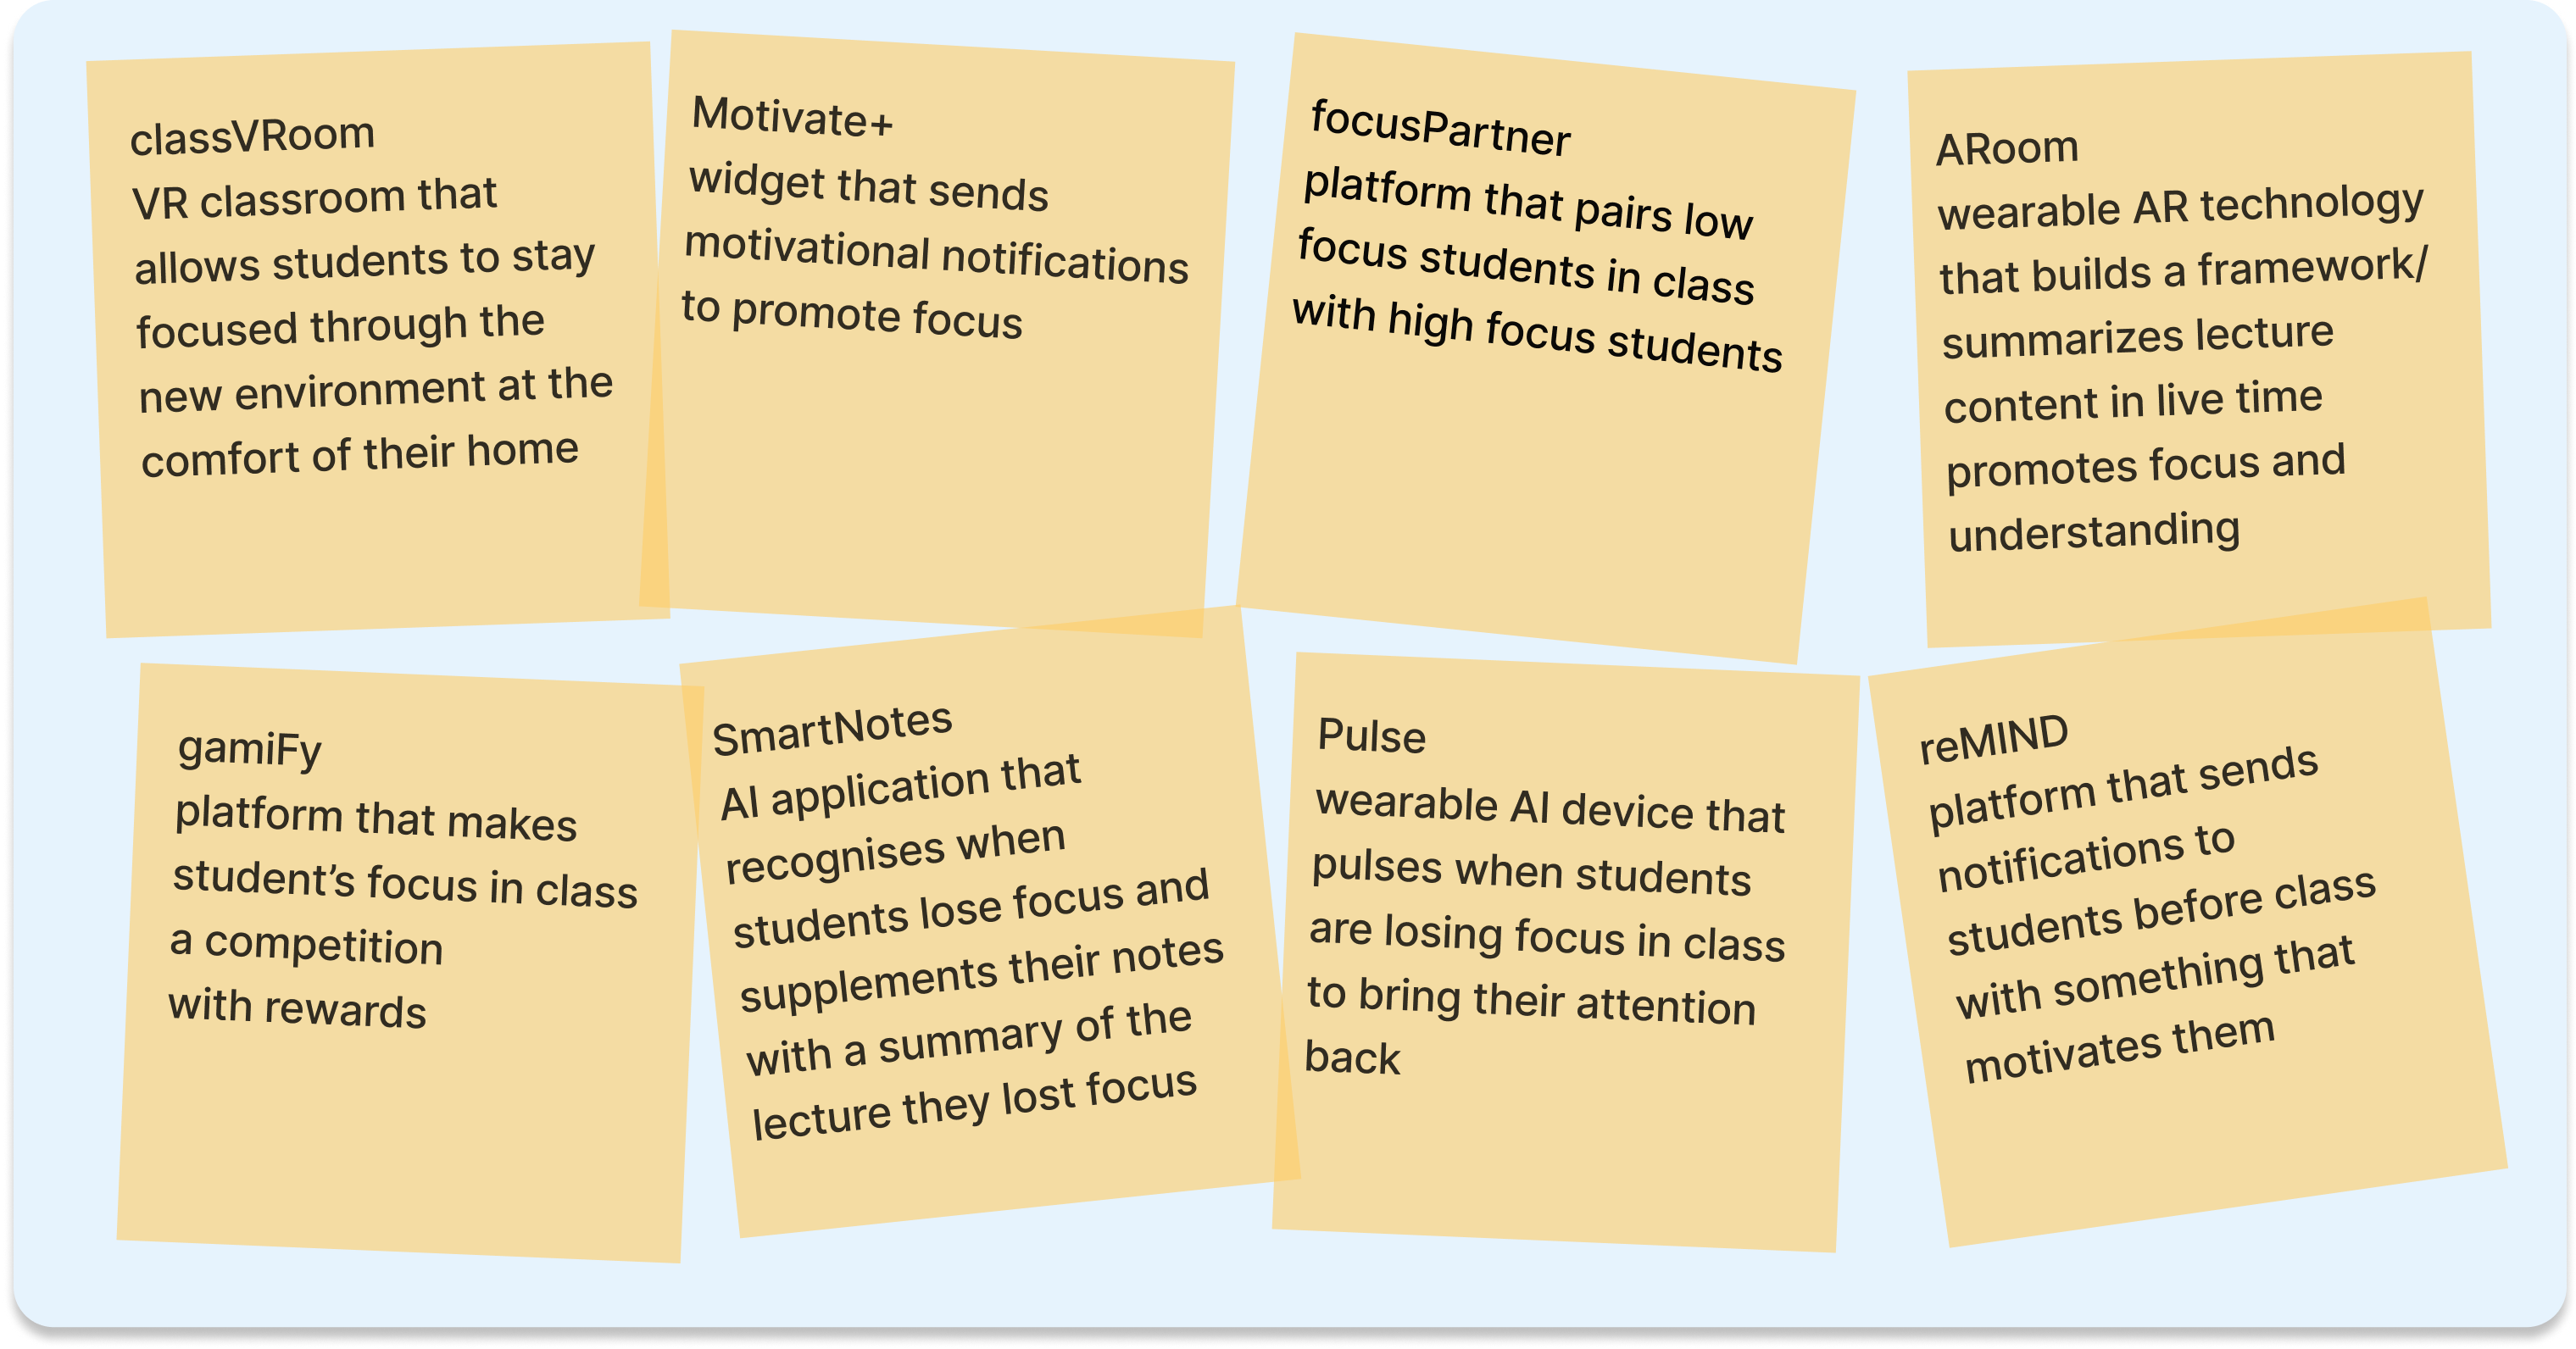 classVRoom
VR classroom that
allows students to stay
focused through the
new environment at the
comfort of their home
Motivate+
widget that sends
motivational notifications
to promote focus
focusPartner
platform that pairs low
focus students in class
with high focus students
ARoom
wearable AR technology
that builds a framework/
summarizes lecture
content in live time
promotes focus and
understanding
gamiFy
platform that makes
student’s focus in class
a competition
with rewards
SmartNotes
AI application that
recognises when
students lose focus and
supplements their notes
with a summary of the
lecture they lost focus
Pulse
wearable AI device that
pulses when students
are losing focus in class
to bring their attention
back
reMIND
platform that sends
notifications to
students before class
with something that
motivates them